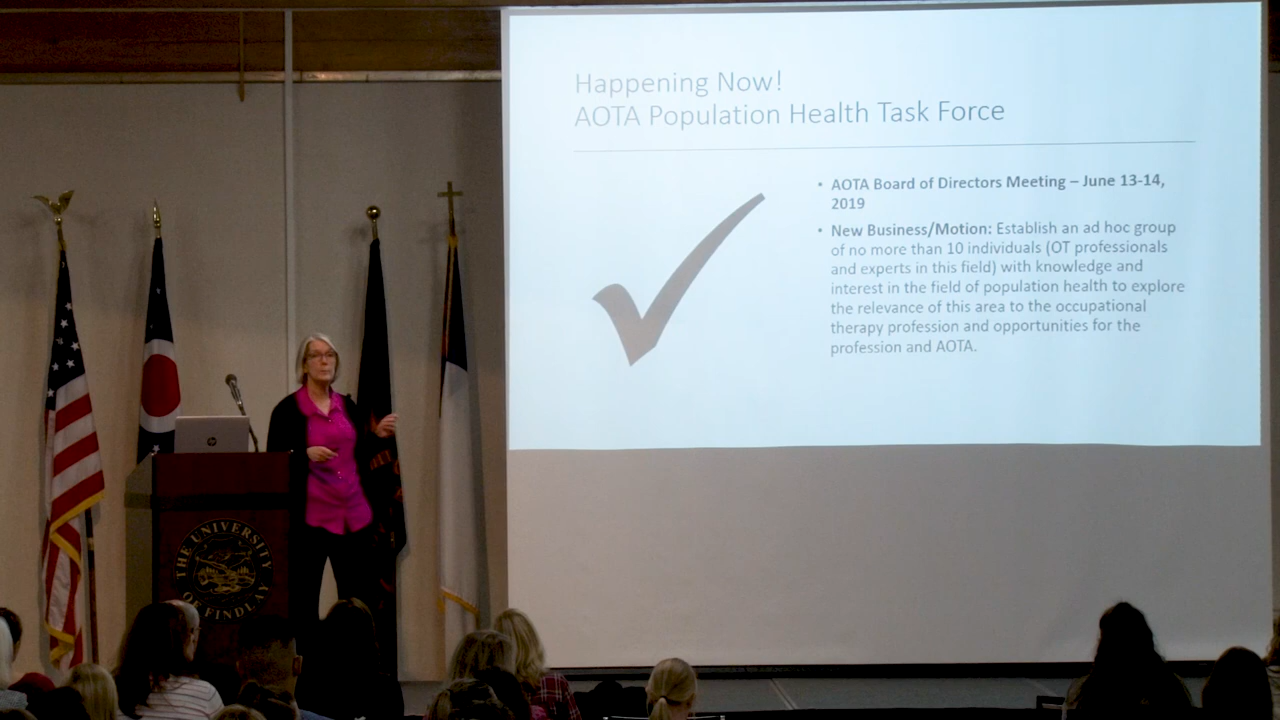 Happening Now!
AOTA Population Health Task Force
• AOTA Board of Directors Meeting – June 13-14,
2019
• New Business/Motion: Establish an ad hoc group
of no more than 10 individuals (OT professionals
and experts in this field) with knowledge and
interest in the field of population health to explore
the relevance of this area to the occupational
therapy profession and opportunities for the
profession and AOTA.
hp
THE UNIVERSITY
OF FINDLAY